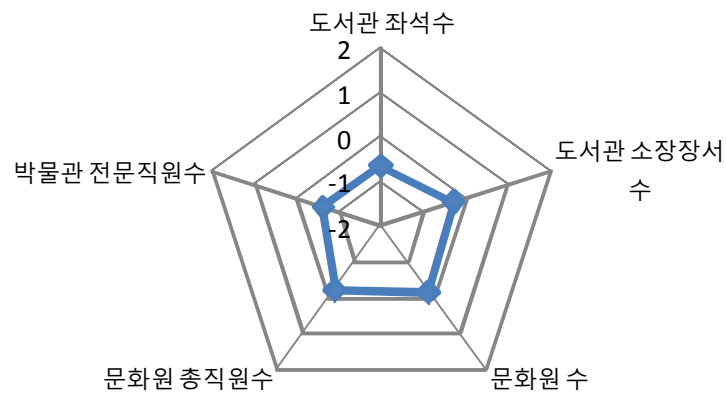 도서관 좌석수
2
1
0
-1
-2
도서관 소장장서
수
문화원 수
문화원 총직원수
박물관 전문직원수